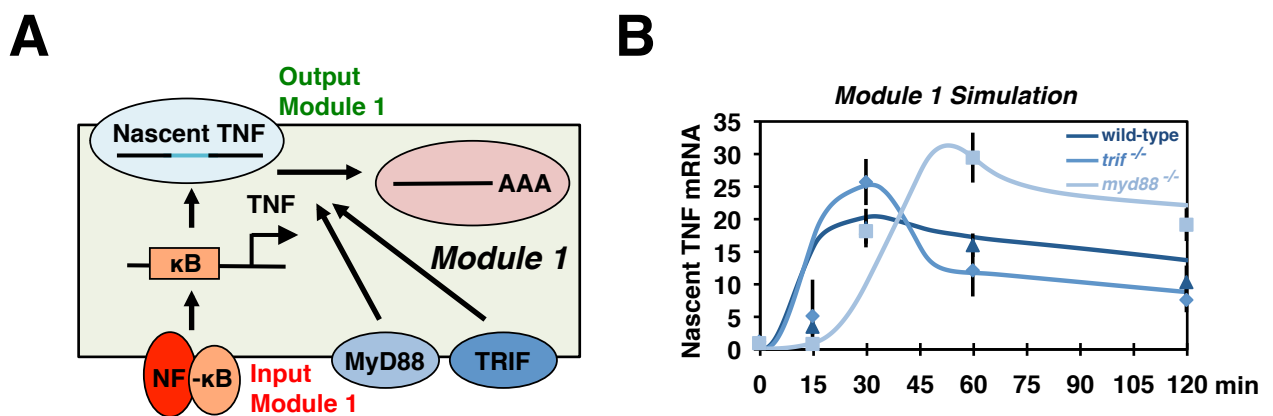 A
Output
Module 1
Nascent TNF
TNF
AAA
κB
Module 1
NF
-κB
Input
Module 1
MyD88
TRIF
B
Module 1 Simulation
Nascent TNF mRNA
35
30
25
20
15
10
5
0
wild-type
trif -/-
myd88 -/-
0 15 30 45 60 75 90 105 120 min